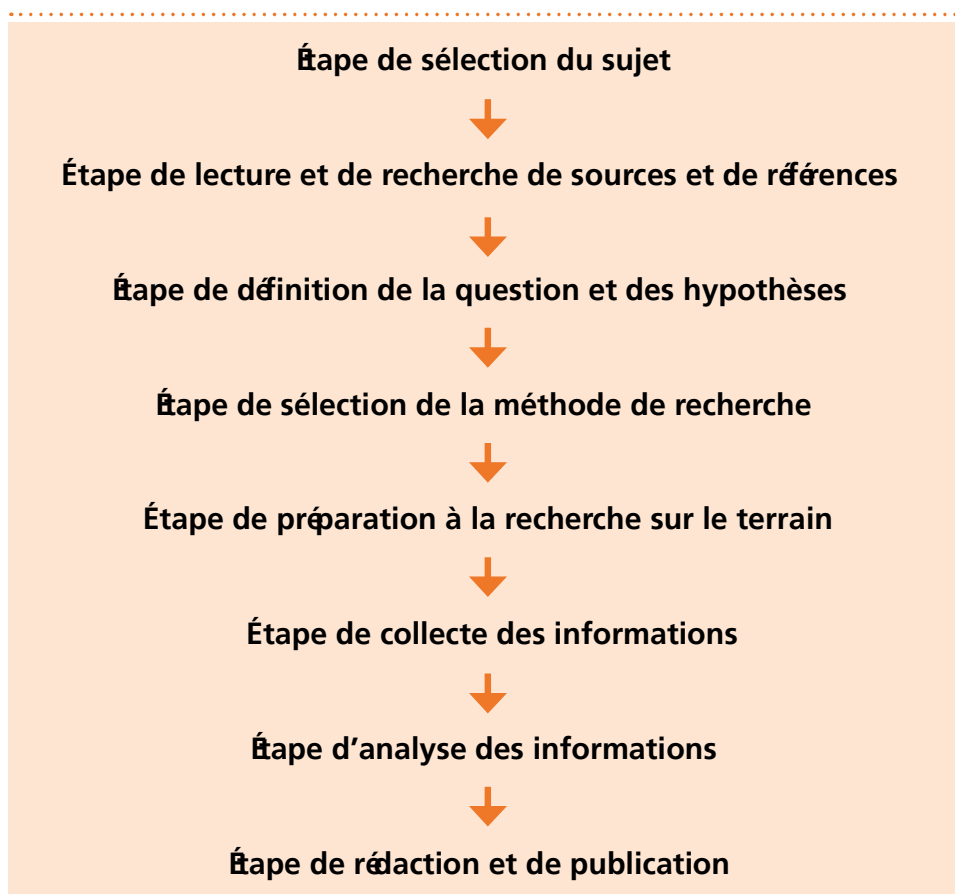 Étape de sélection du sujet
Étape de lecture et de recherche de sources et de références
Étape de définition de la question et des hypothèses
Étape de sélection de la méthode de recherche
Étape de préparation à la recherche sur le terrain
Étape de collecte des informations
Étape d'analyse des informations
Étape de rédaction et de publication